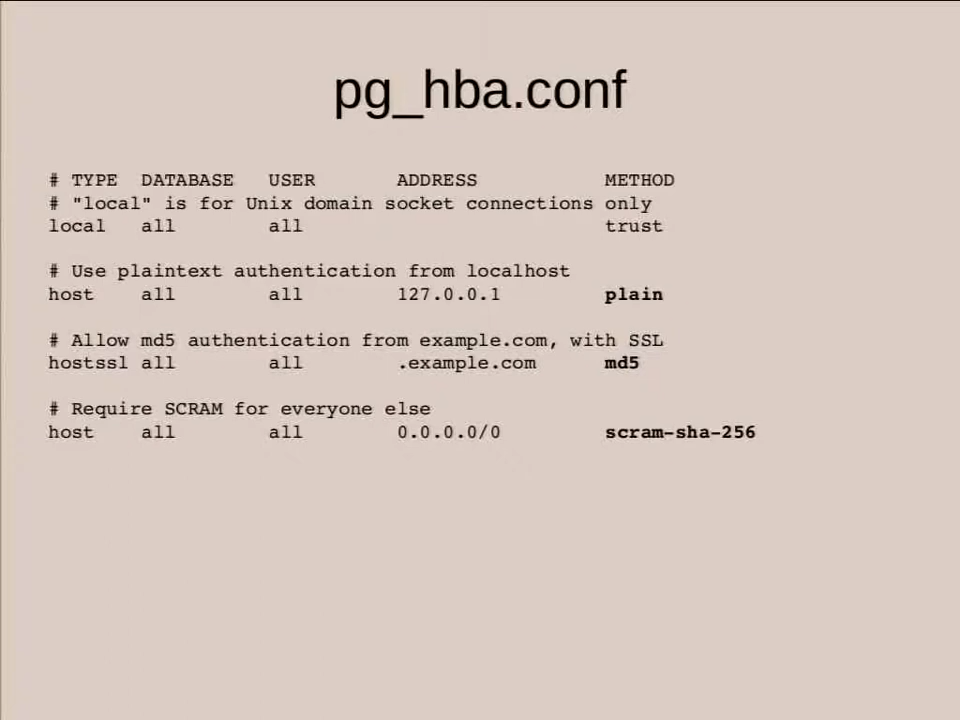 pg_hba.conf
# TYPE  DATABASE   USER       ADDRESS           METHOD
# "local" is for Unix domain socket connections only
local   all        all                          trust
# Use plaintext authentication from localhost
host    all        all        127.0.0.1         plain
# Allow md5 authentication from example.com, with SSL
hostssl all        all        .example.com      md5
# Require SCRAM for everyone else
host    all        all        0.0.0.0/0         scram-sha-256